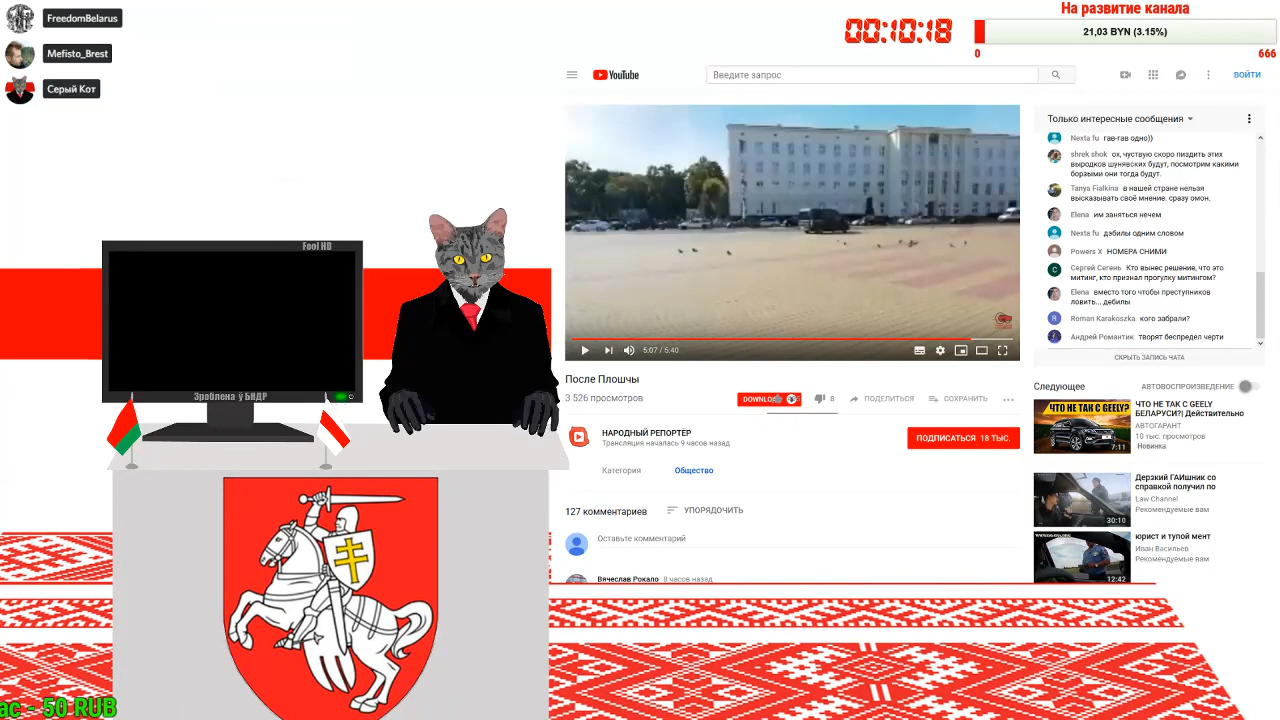 FreedomBelarus
Mefisto_Brest
Серый Кот
00:10:18
На развитие канала
21,03 BYN (3.15%)
0
666
YouTube
Введите запрос
ВОЙТИ
Только интересные сообщения
Nexta fu гав-гав одно))
shrek shok ох, чуствую скоро пиздить этих
выродков шунявских будут, посмотрим какими
борзыми они тогда будут.
Tanya Fialkina в нашей стране нельзя
высказывать своё мнение. сразу омон.
Elena им заняться нечем
Nexta fu дэбилы одним словом
Powers X НОМЕРА СНИМИ
Сергей Сегень Кто вынес решение, что это
митинг, кто признал прогулку митингом?
Elena вместо того чтобы преступников
ловить... дебилы
Roman Karakoszka кого забрали?
Андрей Романтик творят беспредел черти
СКРЫТЬ ЗАПИСЬ ЧАТА
Fool HD
Зроблена ў БНДР
5:07 / 5:40
После Плошчы
3 526 просмотров
8
ПОДЕЛИТЬСЯ
СОХРАНИТЬ
НАРОДНЫЙ РЕПОРТЁР
Трансляция началась 9 часов назад
ПОДПИСАТЬСЯ 18 ТЫС.
Категория
Общество
127 комментариев
УПОРЯДОЧИТЬ
Оставьте комментарий
Вячеслав Рокало 8 часов назад
Следующее
АВТОВОСПРОИЗВЕДЕНИЕ
ЧТО НЕ ТАК С GEELY?
7:11
ЧТО НЕ ТАК С GEELY
БЕЛАРУСИ?| Действительно
АВТОГАРАНТ
10 тыс. просмотров
Новинка
30:10
Дерзкий ГАИшник со
справкой получил по
Law Channel
Рекомендуемые вам
12:42
юрист и тупой мент
Иван Васильев
Рекомендуемые вам
ас - 50 RUB